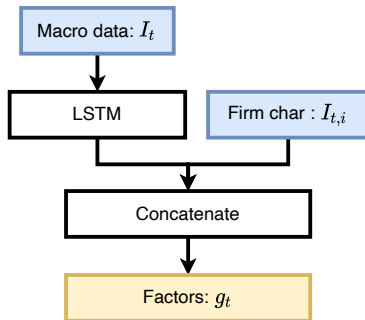 Macro data: I_t
LSTM
Firm char : I_{t,i}
Concatenate
Factors: g_t